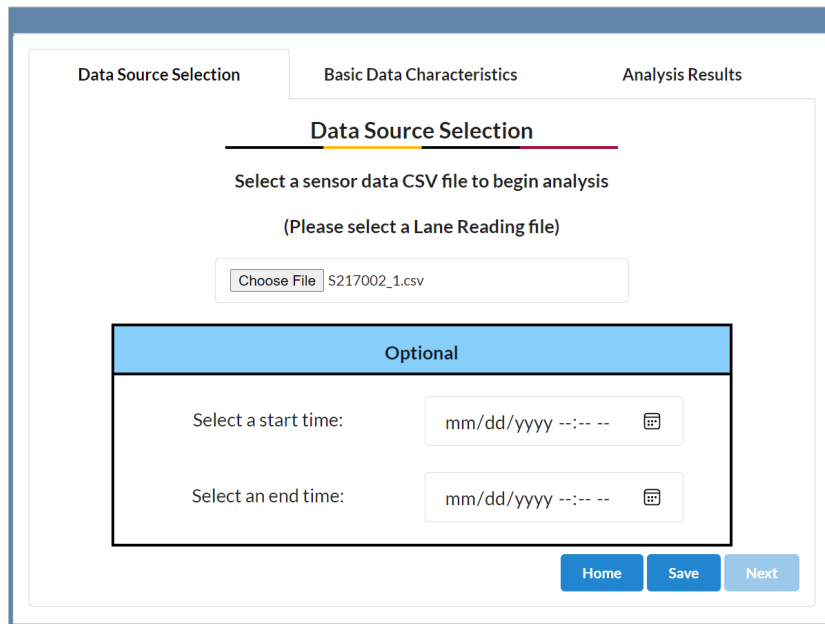 Data Source Selection
Basic Data Characteristics
Analysis Results
Data Source Selection
Select a sensor data CSV file to begin analysis
(Please select a Lane Reading file)
Choose File S217002_1.csv
Optional
Select a start time: mm/dd/yyyy --:-- --
Select an end time: mm/dd/yyyy --:-- --
Home Save Next